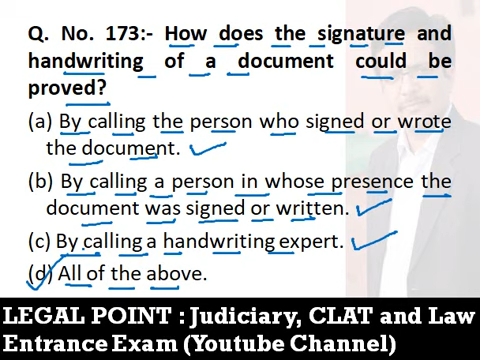 Q. No. 173:- How does the signature and
handwriting of a document could be
proved?
(a) By calling the person who signed or wrote
the document.
(b) By calling a person in whose presence the
document was signed or written.
(c) By calling a handwriting expert.
(d) All of the above.
LEGAL POINT : Judiciary, CLAT and Law
Entrance Exam (Youtube Channel)